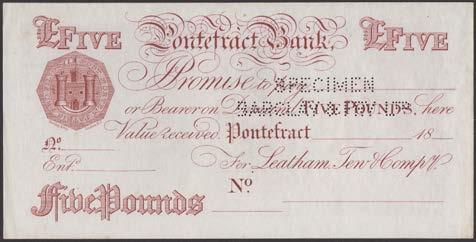 £FIVE Pontefract Bank. £FIVE
I Promise to pay SPECIMEN
or Bearer on Demand FIVE POUNDS. here
Value received. Pontefract 18
No.
Entd.
For Leatham, Tew & Compy.
No
Five Pounds